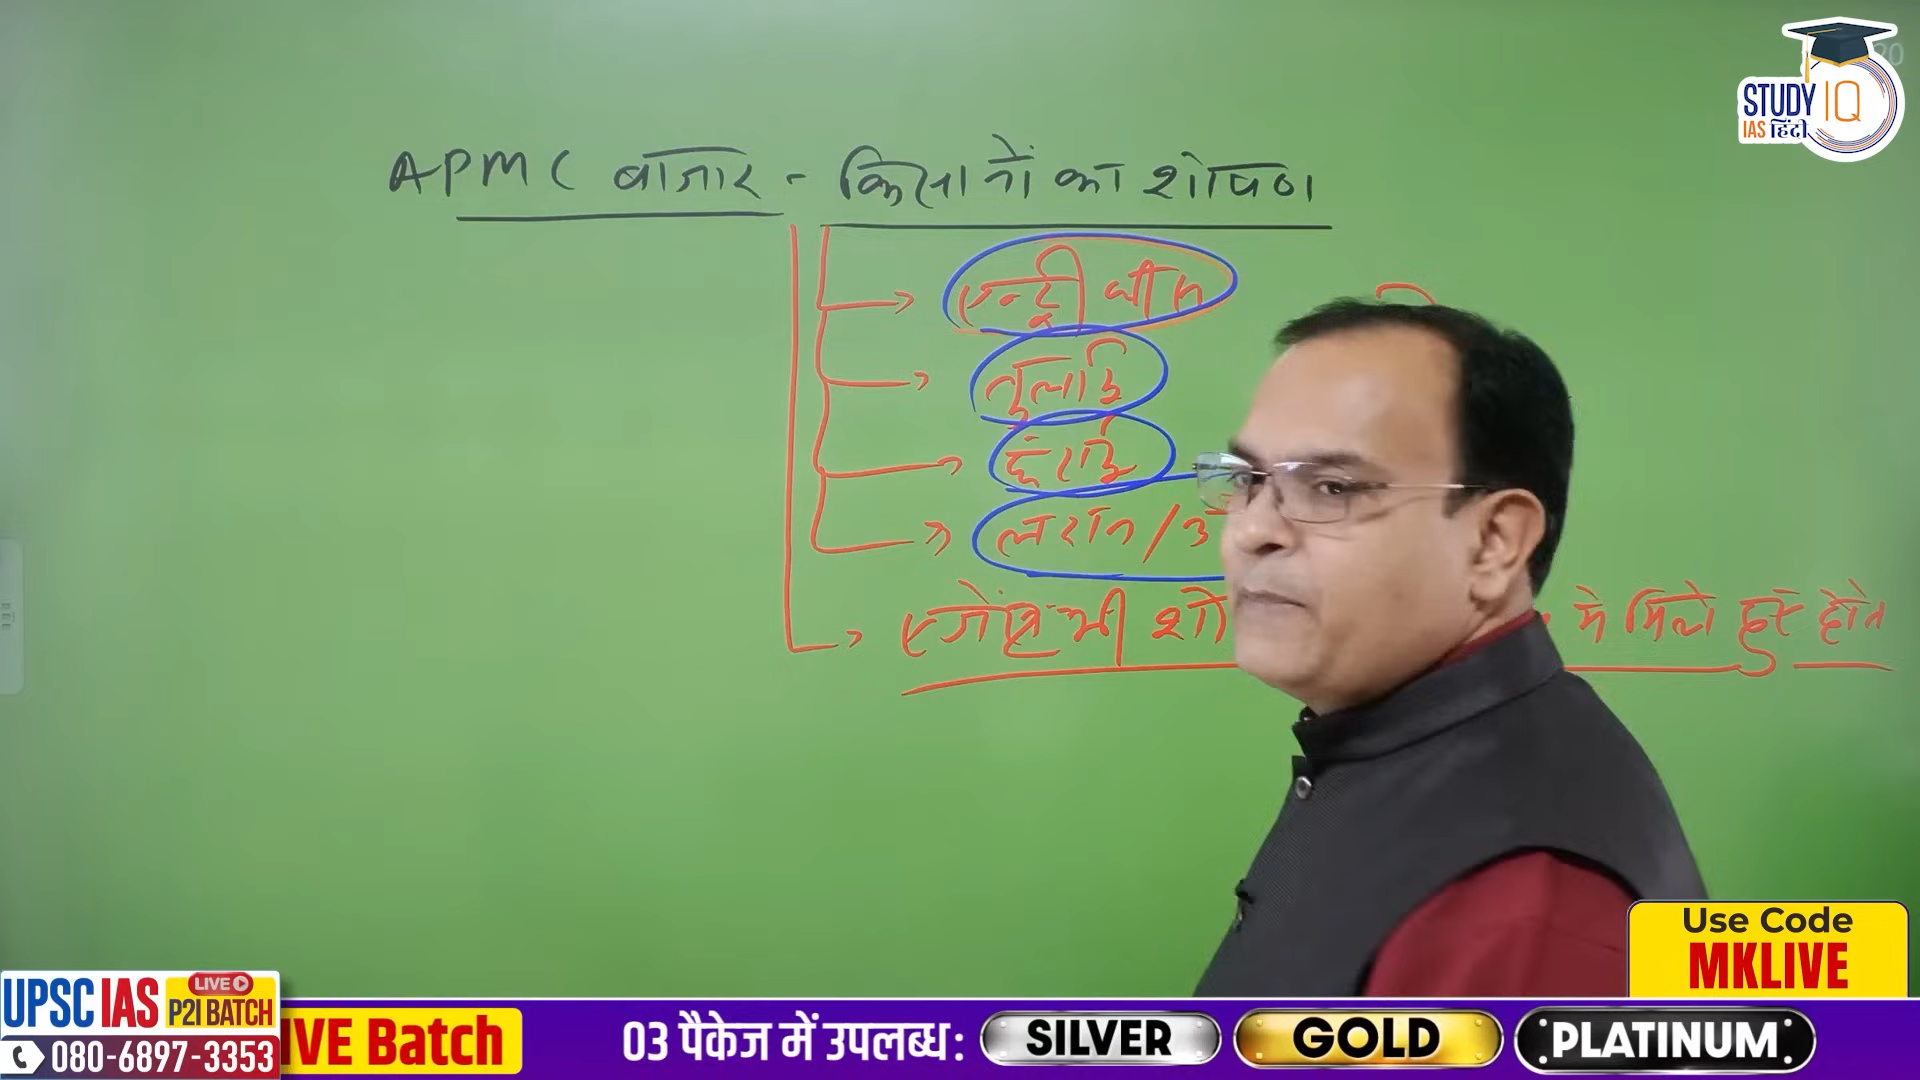 STUDY IQ
IAS हिंदी
APMC बाजार - किसानों का शोषण
एन्ट्री फीस
तुलाई
छंटाई
लदान /
एजेंट भी शो में मिले हुए होते
Use Code
MKLIVE
UPSC IAS LIVE P2I BATCH
080-6897-3353
IVE Batch
03 पैकेज में उपलब्ध: SILVER GOLD PLATINUM